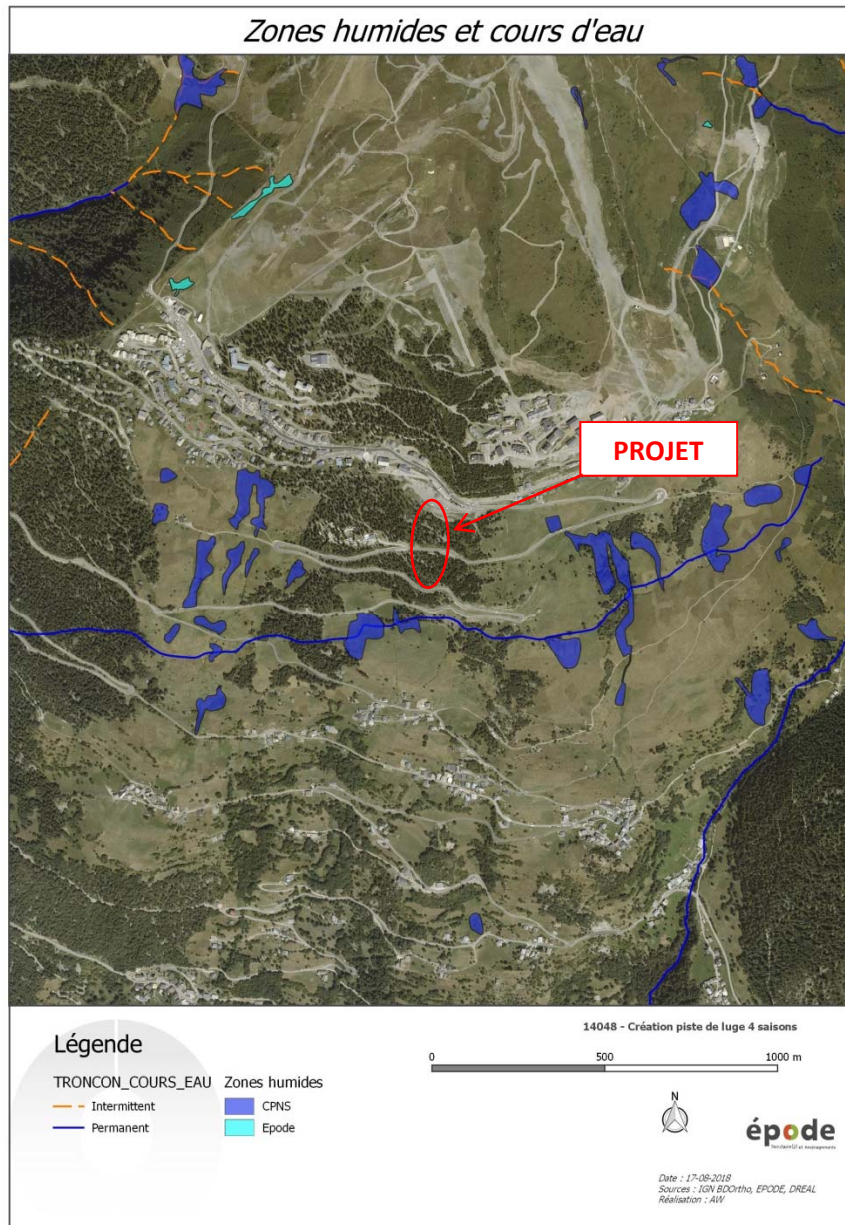 Zones humides et cours d'eau
PROJET
14048 - Création piste de luge 4 saisons
Légende
0 500 1000 m
TRONCON_COURS_EAU Zones humides
Intermittent CPNS
Permanent Epode
N
épode
Date : 17-08-2018
Sources : IGN BDOrtho, EPODE, DREAL
Réalisation : AW